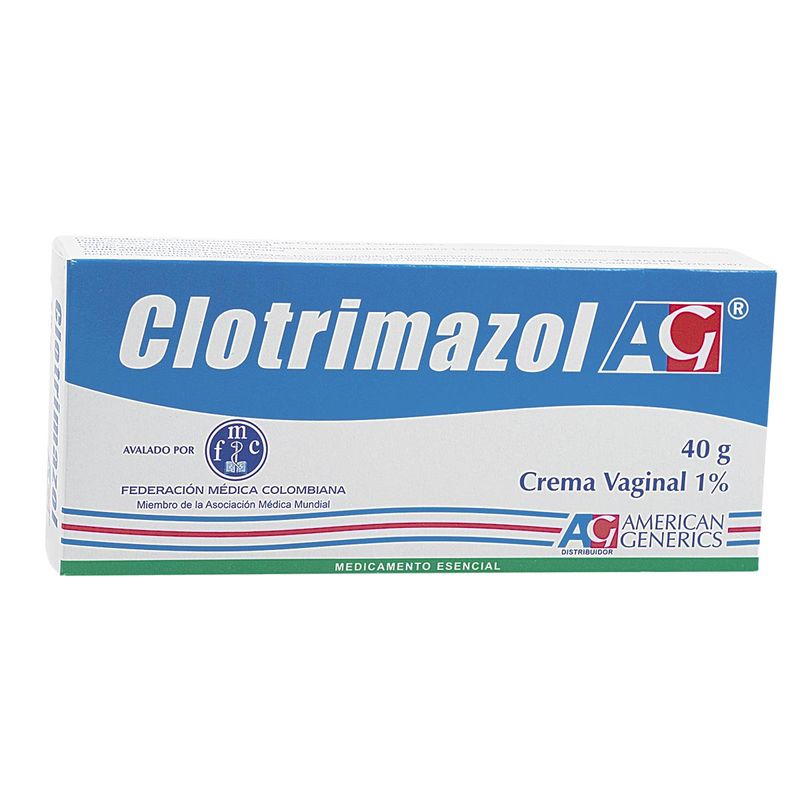 Clotrimazol AG®
Clotrimazol
AVALADO POR
fmc
FEDERACIÓN MÉDICA COLOMBIANA
Miembro de la Asociación Médica Mundial
40 g
Crema Vaginal 1%
AG AMERICAN GENERICS
DISTRIBUIDOR
MEDICAMENTO ESENCIAL